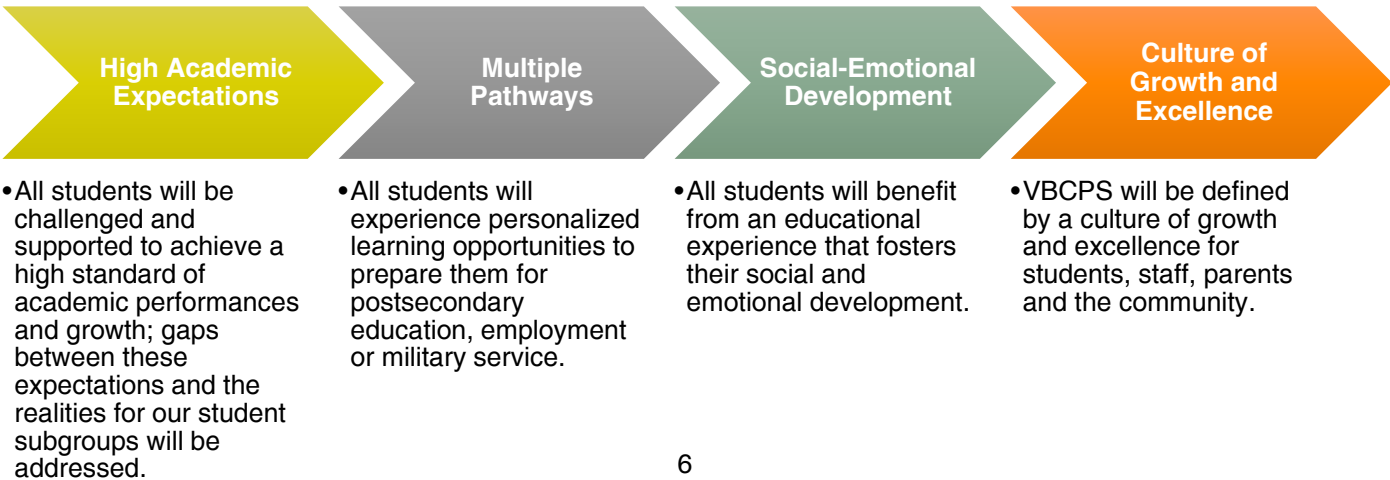 High Academic
Expectations
Multiple
Pathways
Social-Emotional
Development
Culture of
Growth and
Excellence
•All students will be
challenged and
supported to achieve a
high standard of
academic performances
and growth; gaps
between these
expectations and the
realities for our student
subgroups will be
addressed.
•All students will
experience personalized
learning opportunities to
prepare them for
postsecondary
education, employment
or military service.
•All students will benefit
from an educational
experience that fosters
their social and
emotional development.
•VBCPS will be defined
by a culture of growth
and excellence for
students, staff, parents
and the community.
6